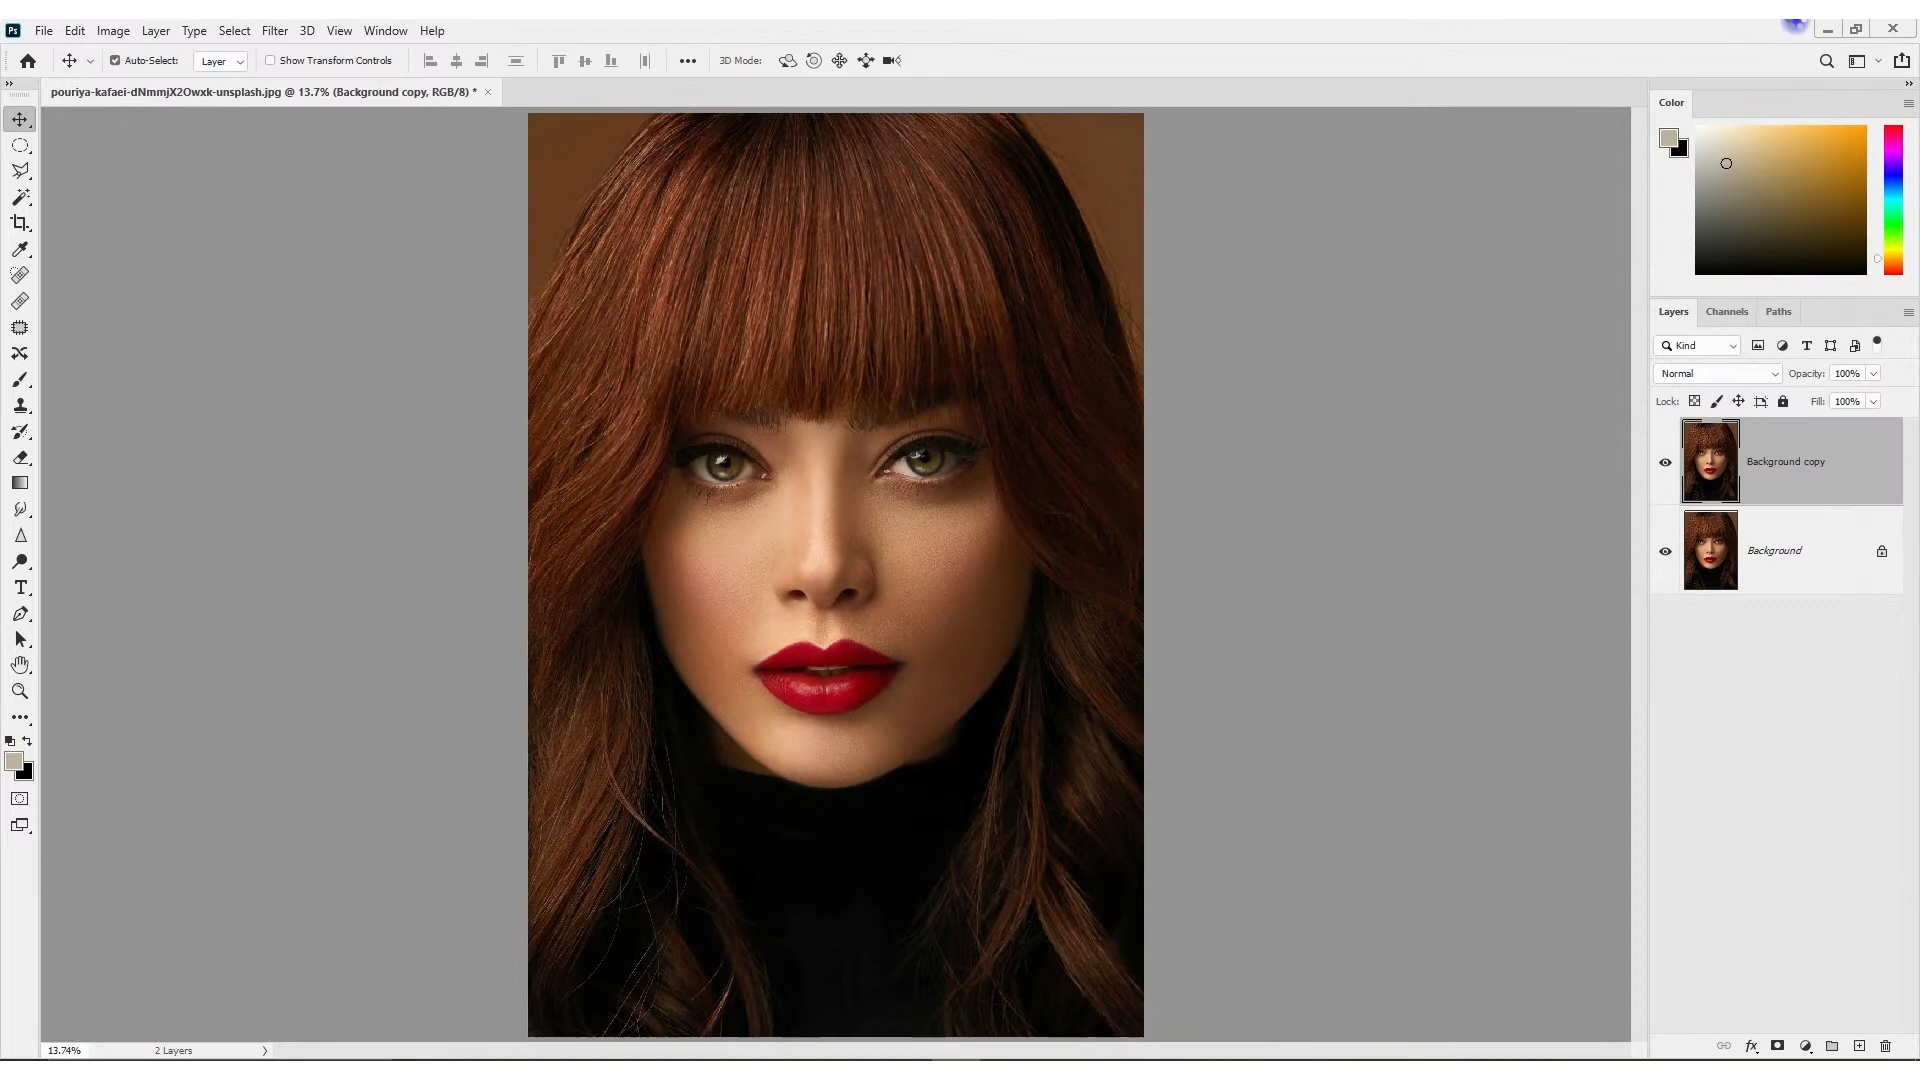 Ps File Edit Image Layer Type Select Filter 3D View Window Help
Auto-Select: Layer Show Transform Controls 3D Mode:
pouriya-kafaei-dNmmjX2Owxk-unsplash.jpg @ 13.7% (Background copy, RGB/8) *
Color
Layers Channels Paths
Kind T
Normal Opacity: 100%
Lock: Fill: 100%
Background copy
Background
T
fx
13.74% 2 Layers